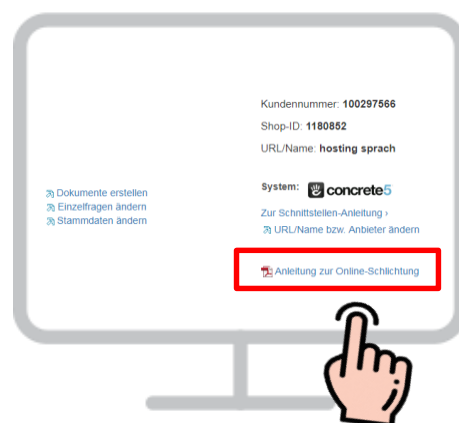 Kundennummer: 100297566
Shop-ID: 1180852
URL/Name: hosting sprach
System: concrete5
Dokumente erstellen
Einzelfragen ändern
Stammdaten ändern
Zur Schnittstellen-Anleitung ›
URL/Name bzw. Anbieter ändern
Anleitung zur Online-Schlichtung